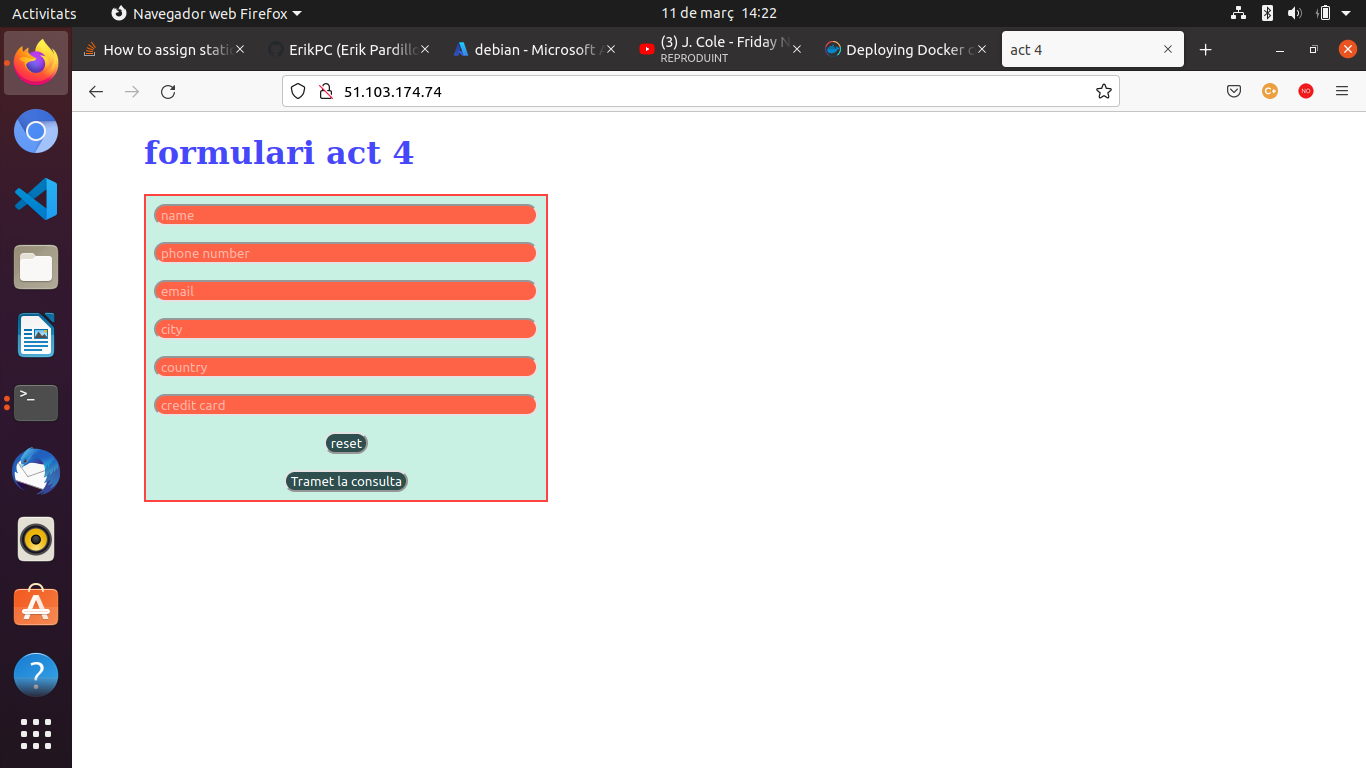 Activitats Navegador web Firefox 11 de març 14:22
How to assign stati ErikPC (Erik Pardillo debian - Microsoft A (3) J. Cole - Friday N Deploying Docker c act 4
REPRODUINT
51.103.174.74
C+ NO
formulari act 4
name
phone number
email
city
country
credit card
reset
Tramet la consulta
>_
?